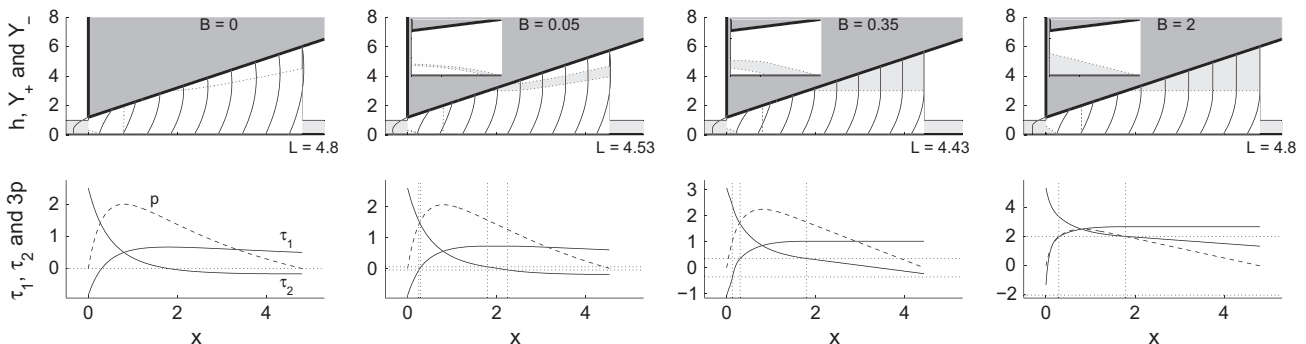 h, Y+ and Y−
8
6
4
2
0
B = 0
L = 4.8
8
6
4
2
0
B = 0.05
L = 4.53
8
6
4
2
0
B = 0.35
L = 4.43
8
6
4
2
0
B = 2
L = 4.8
τ1, τ2 and 3p
2
1
0
p
τ1
τ2
0 2 4
x
2
1
0
0 2 4
x
3
2
1
0
−1
0 2 4
x
4
2
0
−2
0 2 4
x